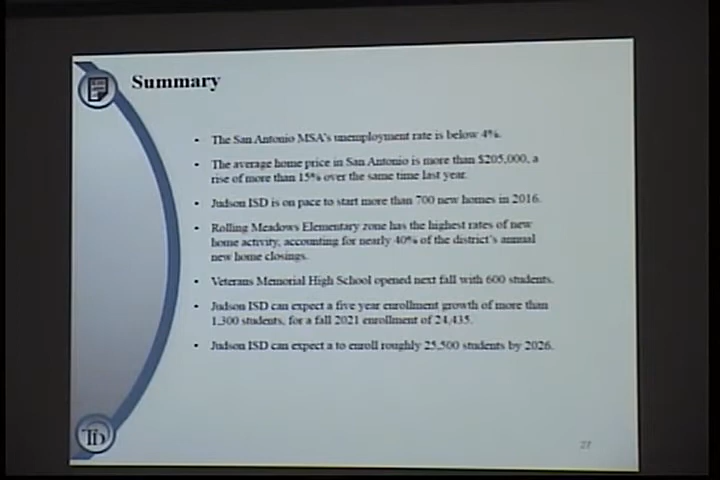 Summary
• The San Antonio MSA's unemployment rate is below 4%.
• The average home price in San Antonio is more than $205,000, a
rise of more than 15% over the same time last year.
• Judson ISD is on pace to start more than 700 new homes in 2016.
• Rolling Meadows Elementary zone has the highest rates of new
home activity, accounting for nearly 40% of the district's annual
new home closings.
• Veterans Memorial High School opened next fall with 600 students.
• Judson ISD can expect a five year enrollment growth of more than
1,300 students, for a fall 2021 enrollment of 24,435.
• Judson ISD can expect a to enroll roughly 25,500 students by 2026.
TD
27